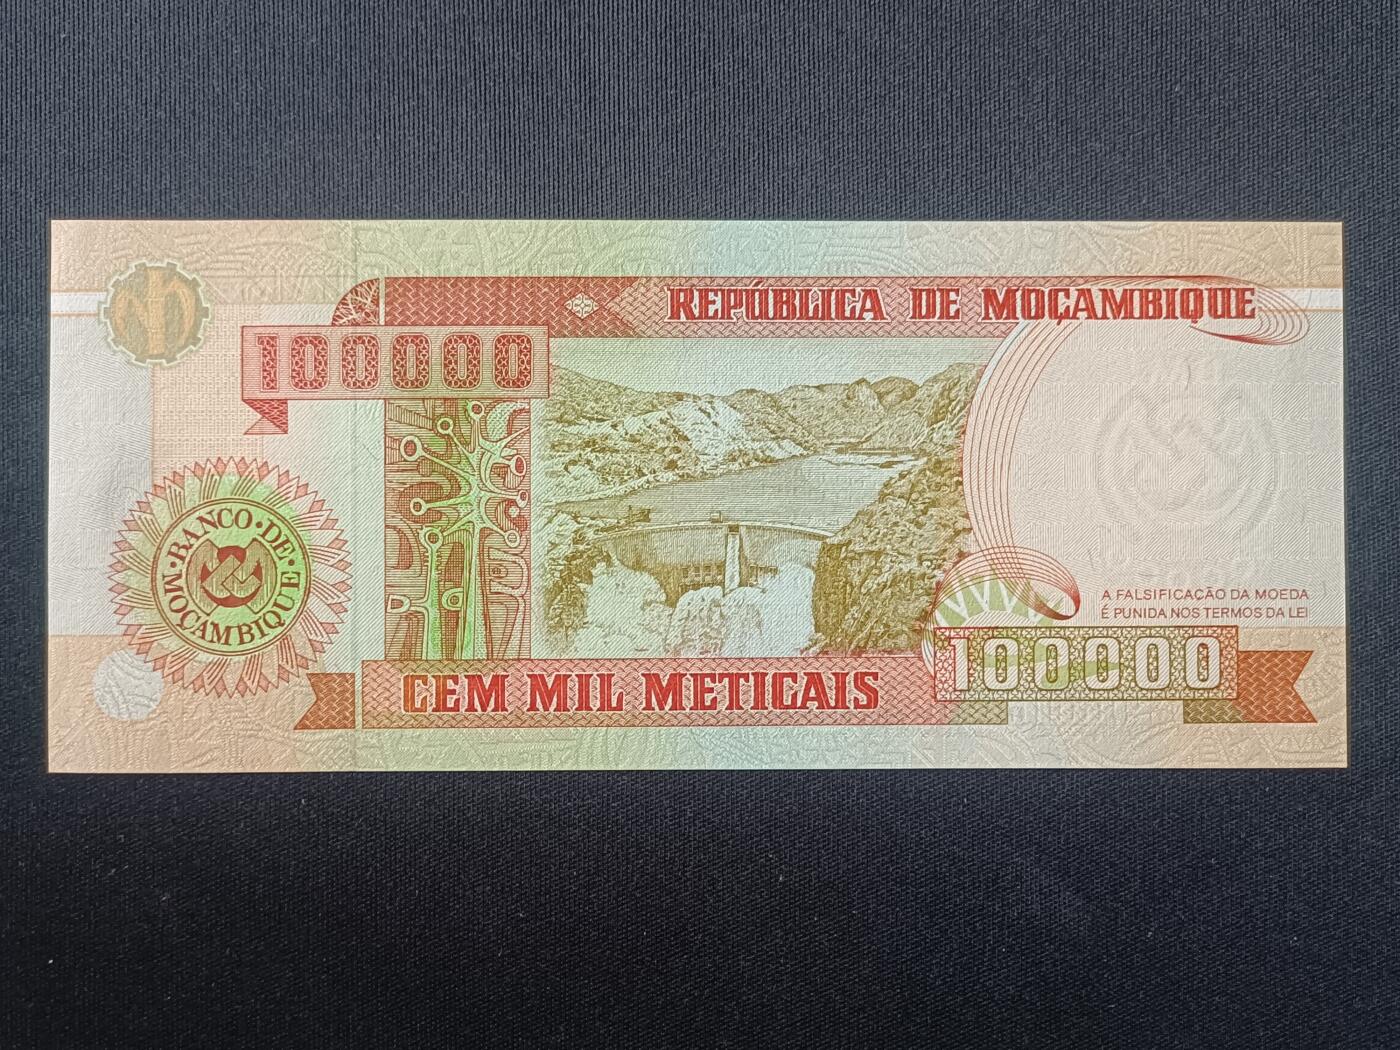 REPÚBLICA DE MOÇAMBIQUE
100000
BANCO·DE·MOÇAMBIQUE
A FALSIFICAÇÃO DA MOEDA
É PUNIDA NOS TERMOS DA LEI
100000
CEM MIL METICAIS